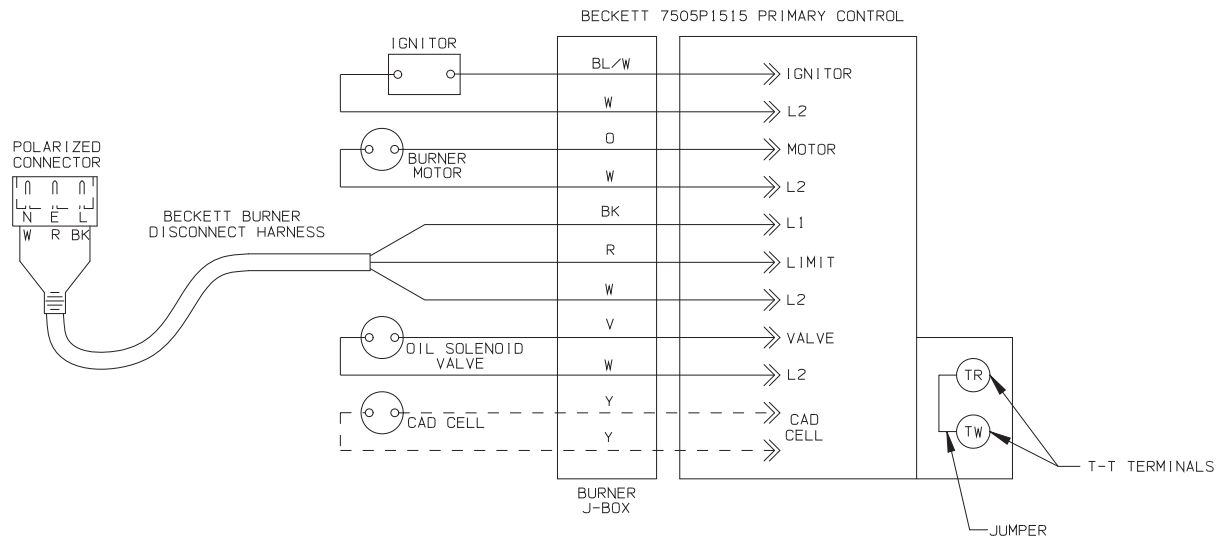 BECKETT 7505P1515 PRIMARY CONTROL
IGNITOR
BL/W
IGNITOR
W
L2
O
MOTOR
BURNER
MOTOR
W
L2
POLARIZED
CONNECTOR
N E L
W R BK
BECKETT BURNER
DISCONNECT HARNESS
BK
L1
R
LIMIT
W
L2
V
VALVE
OIL SOLENOID
VALVE
W
L2
Y
CAD CELL
Y
CAD
CELL
TR
TW
T-T TERMINALS
BURNER
J-BOX
JUMPER